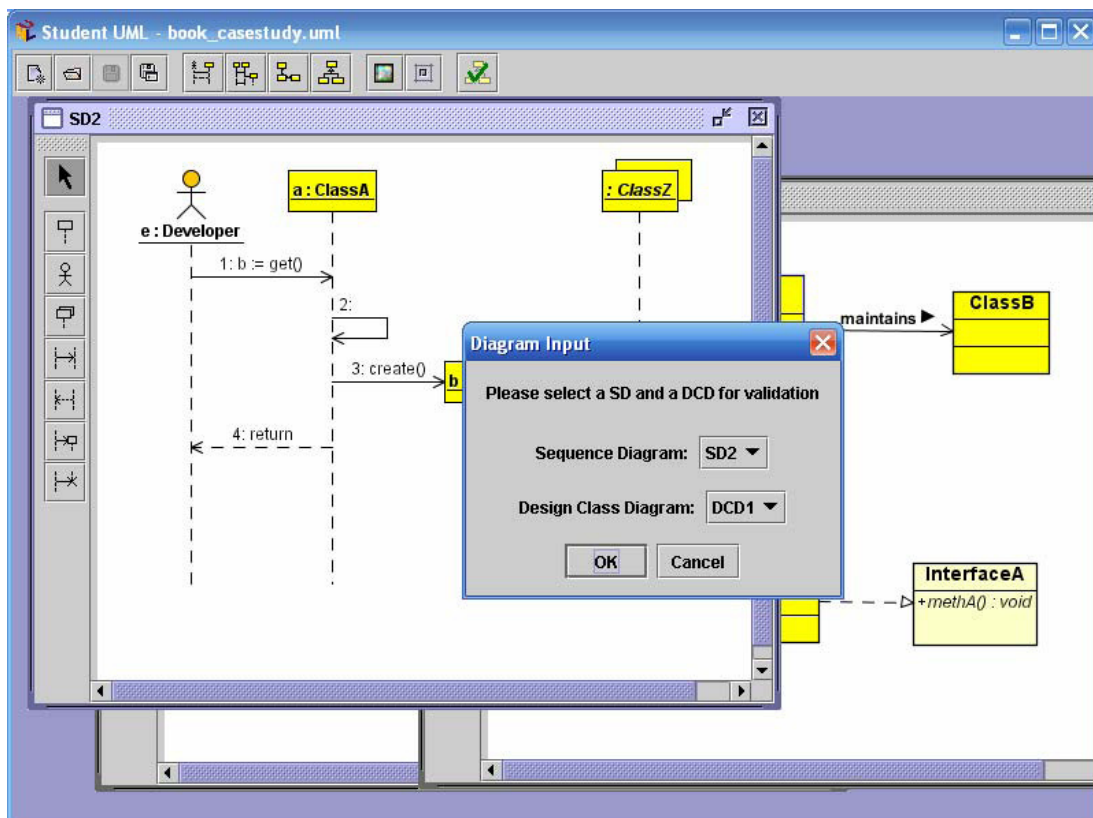 Student UML - book_casestudy.uml
SD2
a : ClassA
: ClassZ
e : Developer
1: b := get()
2:
3: create()
b
4: return
maintains
ClassB
Diagram Input
Please select a SD and a DCD for validation
Sequence Diagram: SD2
Design Class Diagram: DCD1
OK Cancel
InterfaceA
+methA() : void